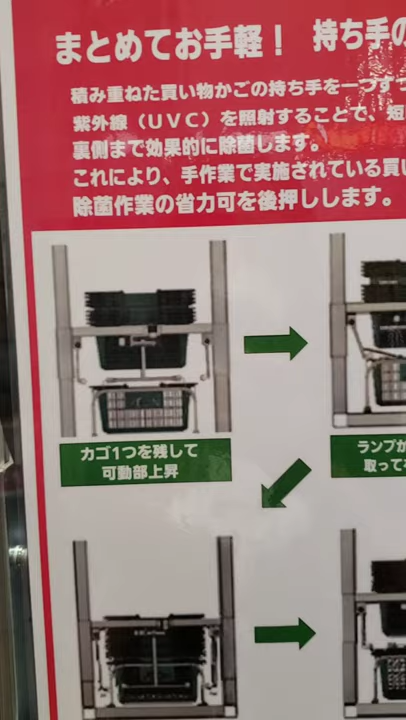 まとめてお手軽！ 持ち手の
積み重ねた買い物かごの持ち手を一つずつ
紫外線（UVC）を照射することで、短
裏側まで効果的に除菌します。
これにより、手作業で実施されている買い
除菌作業の省力可を後押しします。
カゴ1つを残して
可動部上昇
ランプが
取って